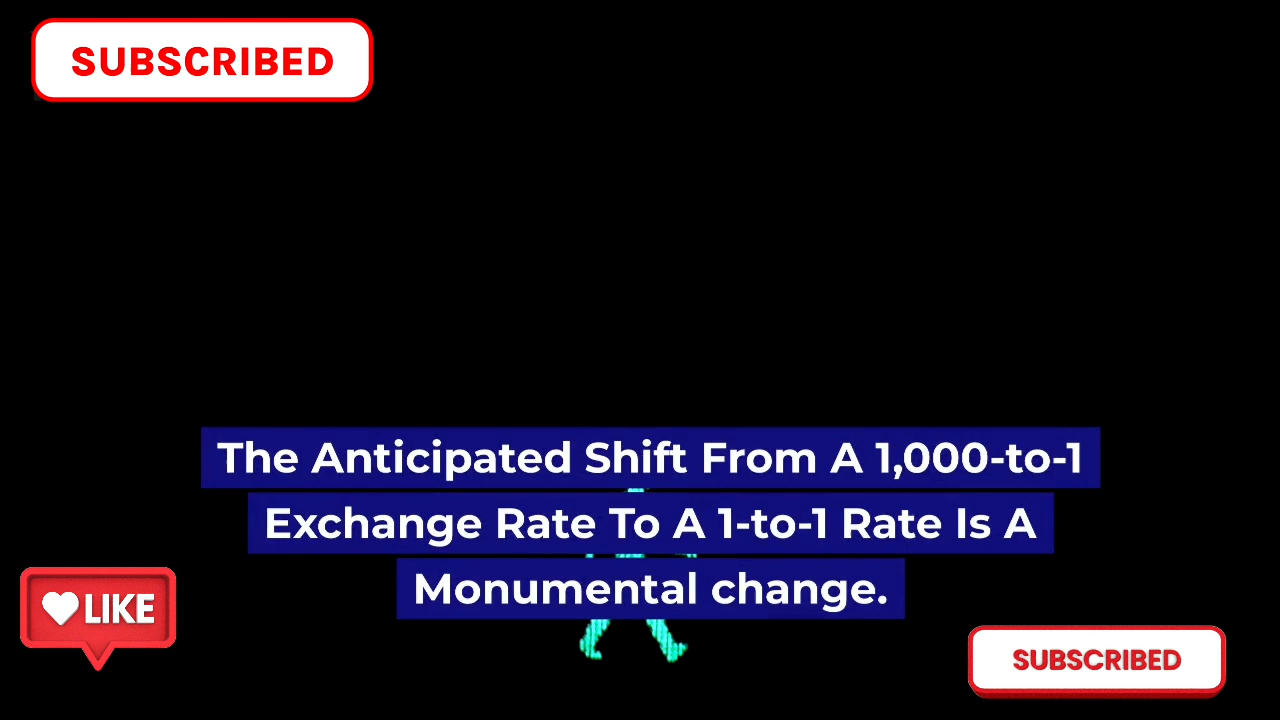 SUBSCRIBED
The Anticipated Shift From A 1,000-to-1
Exchange Rate To A 1-to-1 Rate Is A
Monumental change.
LIKE
SUBSCRIBED